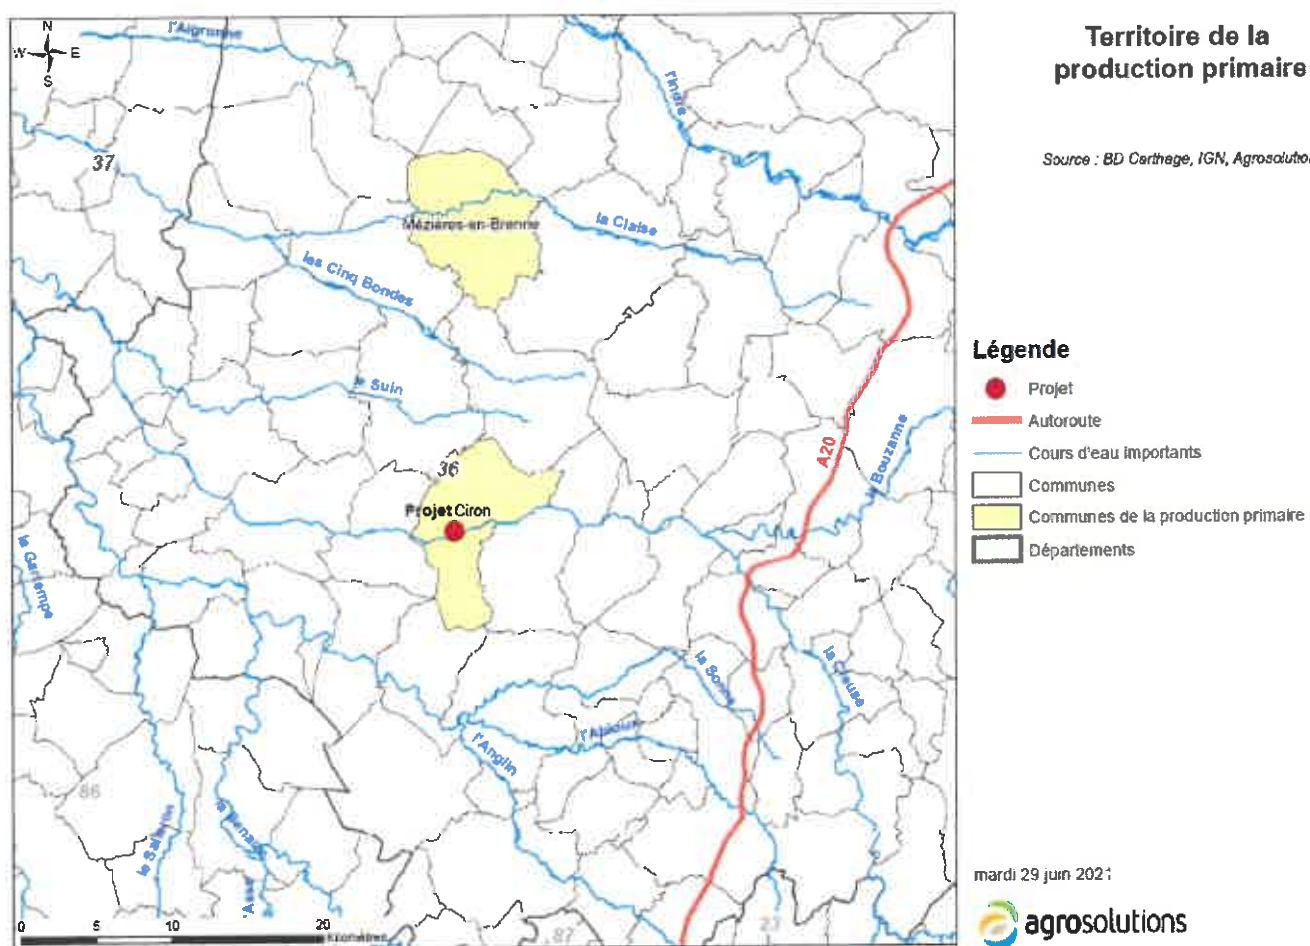 Territoire de la
production primaire
Source : BD Carthage, IGN, Agrosolution
N
W E
S
l'Aigronne
l'Indre
37
Mézières-en-Brenne
la Claise
les Cinq Bondes
le Suin
A20
la Bouzanne
36
Projet Ciron
la Gartempe
la Sonne
la Creuse
l'Abloux
l'Anglin
86
le Salleron
la Benaize
l'Asse
87
23
0 5 10 20
Kilomètres
Légende
Projet
Autoroute
Cours d'eau importants
Communes
Communes de la production primaire
Départements
mardi 29 juin 2021
agrosolutions